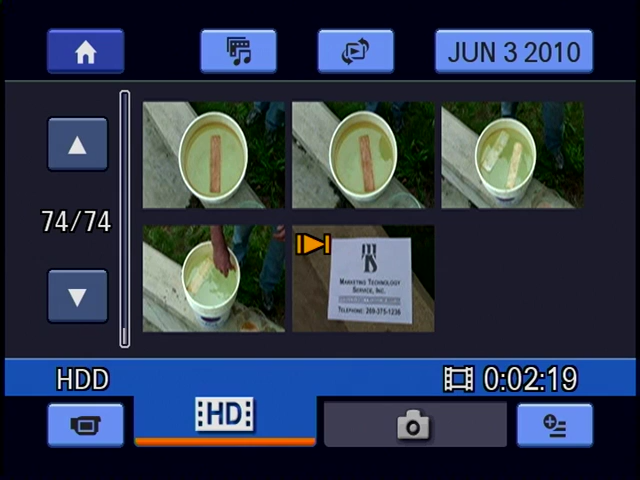 JUN 3 2010
74/74
MARKETING TECHNOLOGY
SERVICE, INC.
TELEPHONE: 269-375-1236
HDD
0:02:19
HD